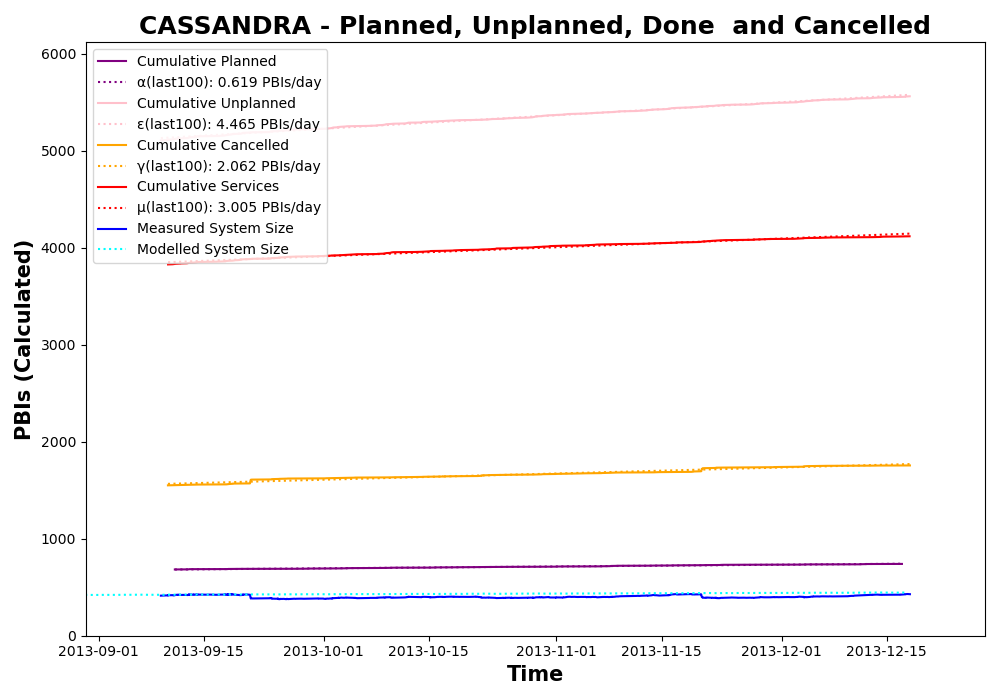 CASSANDRA - Planned, Unplanned, Done  and Cancelled
6000
5000
4000
3000
2000
1000
0
PBIs (Calculated)
Cumulative Planned
α(last100): 0.619 PBIs/day
Cumulative Unplanned
ε(last100): 4.465 PBIs/day
Cumulative Cancelled
γ(last100): 2.062 PBIs/day
Cumulative Services
μ(last100): 3.005 PBIs/day
Measured System Size
Modelled System Size
2013-09-01 2013-09-15 2013-10-01 2013-10-15 2013-11-01 2013-11-15 2013-12-01 2013-12-15
Time